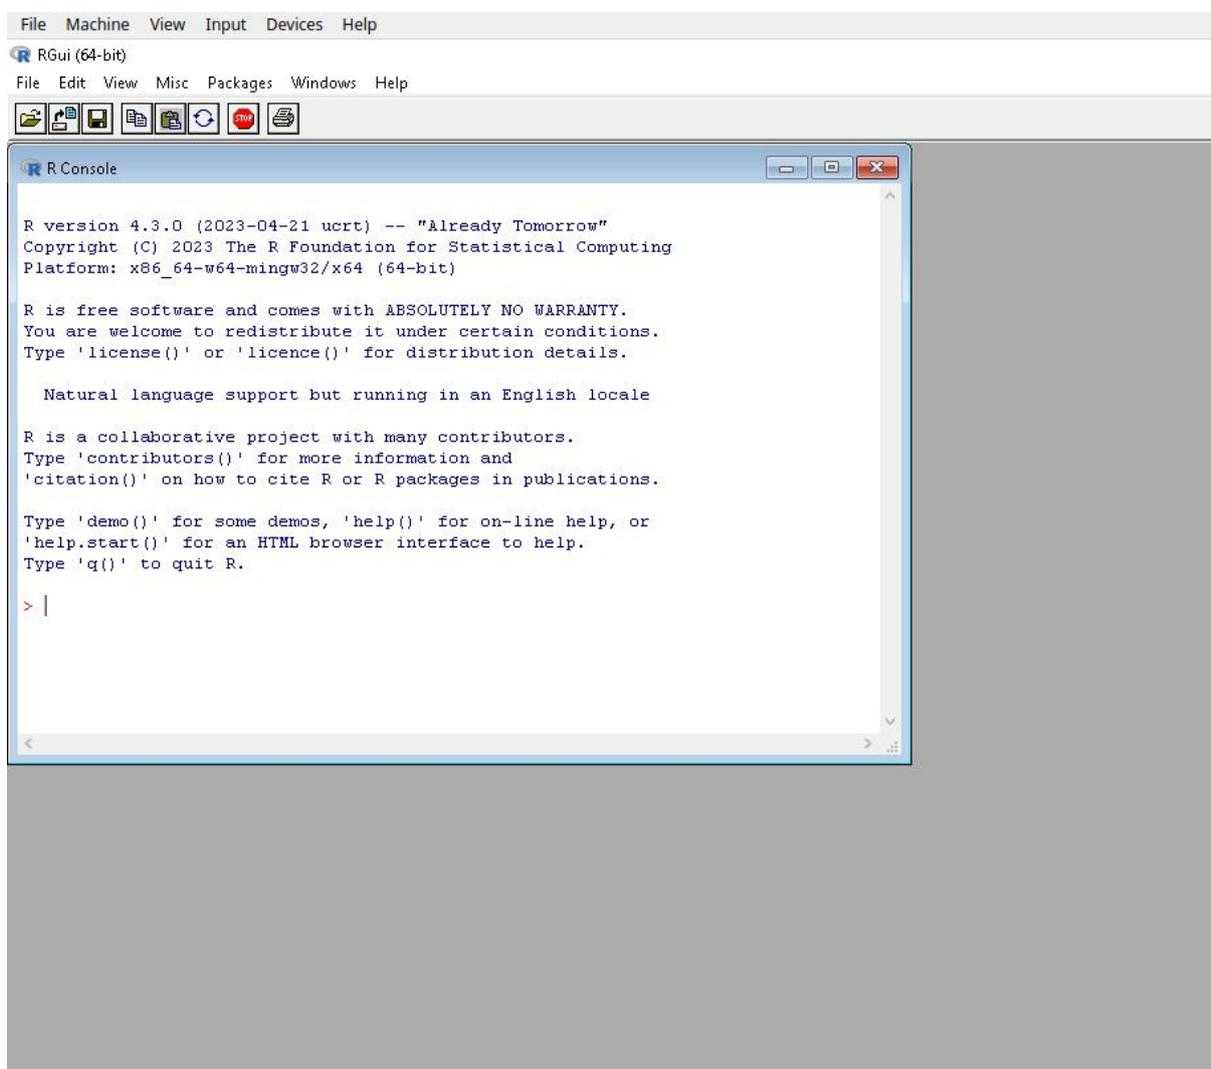 File Machine View Input Devices Help
RGui (64-bit)
File Edit View Misc Packages Windows Help
STOP
R Console
R version 4.3.0 (2023-04-21 ucrt) -- "Already Tomorrow"
Copyright (C) 2023 The R Foundation for Statistical Computing
Platform: x86_64-w64-mingw32/x64 (64-bit)
R is free software and comes with ABSOLUTELY NO WARRANTY.
You are welcome to redistribute it under certain conditions.
Type 'license()' or 'licence()' for distribution details.
Natural language support but running in an English locale
R is a collaborative project with many contributors.
Type 'contributors()' for more information and
'citation()' on how to cite R or R packages in publications.
Type 'demo()' for some demos, 'help()' for on-line help, or
'help.start()' for an HTML browser interface to help.
Type 'q()' to quit R.
>